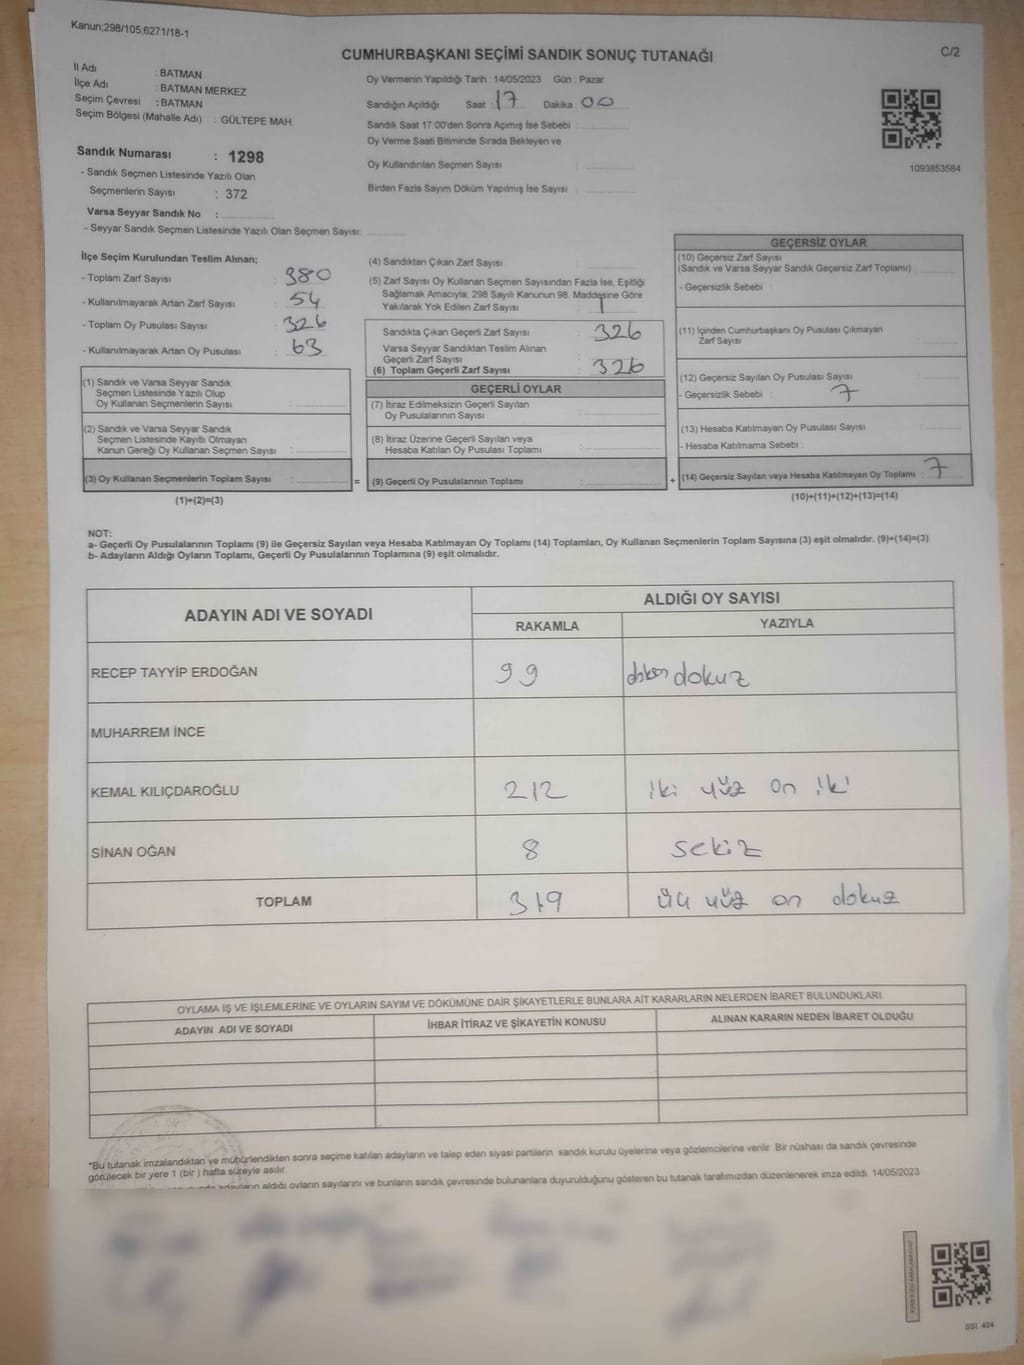 Kanun;298/105;6271/18-1
C/2
CUMHURBAŞKANI SEÇİMİ SANDIK SONUÇ TUTANAĞI
İl Adı : BATMAN
İlçe Adı : BATMAN MERKEZ
Seçim Çevresi : BATMAN
Seçim Bölgesi (Mahalle Adı) : GÜLTEPE MAH.
Sandık Numarası : 1298
- Sandık Seçmen Listesinde Yazılı Olan
Seçmenlerin Sayısı : 372
Varsa Seyyar Sandık No :
- Seyyar Sandık Seçmen Listesinde Yazılı Olan Seçmen Sayısı:
Oy Vermenin Yapıldığı Tarih : 14/05/2023 Gün : Pazar
Sandığın Açıldığı Saat : 17 Dakika : 00
Sandık Saat 17.00'den Sonra Açımış İse Sebebi :
Oy Verme Saati Bitiminde Sırada Bekleyen ve
Oy Kullandırılan Seçmen Sayısı :
Birden Fazla Sayım Döküm Yapılmış İse Sayısı :
1093853584
İlçe Seçim Kurulundan Teslim Alınan;
- Toplam Zarf Sayısı : 380
- Kullanılmayarak Artan Zarf Sayısı : 54
- Toplam Oy Pusulası Sayısı : 326
- Kullanılmayarak Artan Oy Pusulası : 63
(1) Sandık ve Varsa Seyyar Sandık
Seçmen Listesinde Yazılı Olup
Oy Kullanan Seçmenlerin Sayısı :
(2) Sandık ve Varsa Seyyar Sandık
Seçmen Listesinde Kayıtlı Olmayan
Kanun Gereği Oy Kullanan Seçmen Sayısı :
(3) Oy Kullanan Seçmenlerin Toplam Sayısı : =
(1)+(2)=(3)
(4) Sandıktan Çıkan Zarf Sayısı :
(5) Zarf Sayısı Oy Kullanan Seçmen Sayısından Fazla İse, Eşitliği
Sağlamak Amacıyla; 298 Sayılı Kanunun 98. Maddesine Göre
Yakılarak Yok Edilen Zarf Sayısı : 1
Sandıkta Çıkan Geçerli Zarf Sayısı : 326
Varsa Seyyar Sandıktan Teslim Alınan
Geçerli Zarf Sayısı :
(6) Toplam Geçerli Zarf Sayısı : 326
GEÇERLİ OYLAR
(7) İtiraz Edilmeksizin Geçerli Sayılan
Oy Pusulalarının Sayısı :
(8) İtiraz Üzerine Geçerli Sayılan veya
Hesaba Katılan Oy Pusulası Toplamı :
(9) Geçerli Oy Pusulalarının Toplamı : +
GEÇERSİZ OYLAR
(10) Geçersiz Zarf Sayısı
(Sandık ve Varsa Seyyar Sandık Geçersiz Zarf Toplamı) :
- Geçersizlik Sebebi :
(11) İçinden Cumhurbaşkanı Oy Pusulası Çıkmayan
Zarf Sayısı :
(12) Geçersiz Sayılan Oy Pusulası Sayısı :
- Geçersizlik Sebebi : 7
(13) Hesaba Katılmayan Oy Pusulası Sayısı :
- Hesaba Katılmama Sebebi :
(14) Geçersiz Sayılan veya Hesaba Katılmayan Oy Toplamı : 7
(10)+(11)+(12)+(13)=(14)
NOT:
a- Geçerli Oy Pusulalarının Toplamı (9) ile Geçersiz Sayılan veya Hesaba Katılmayan Oy Toplamı (14) Toplamları, Oy Kullanan Seçmenlerin Toplam Sayısına (3) eşit olmalıdır. (9)+(14)=(3)
b- Adayların Aldığı Oyların Toplamı, Geçerli Oy Pusulalarının Toplamına (9) eşit olmalıdır.
ADAYIN ADI VE SOYADI
ALDIĞI OY SAYISI
RAKAMLA YAZIYLA
RECEP TAYYİP ERDOĞAN 99 doksan dokuz
MUHARREM İNCE
KEMAL KILIÇDAROĞLU 212 iki yüz on iki
SİNAN OĞAN 8 sekiz
TOPLAM 319 üç yüz on dokuz
OYLAMA İŞ VE İŞLEMLERİNE VE OYLARIN SAYIM VE DÖKÜMÜNE DAİR ŞİKAYETLERLE BUNLARA AİT KARARLARIN NELERDEN İBARET BULUNDUKLARI
ADAYIN ADI VE SOYADI İHBAR İTİRAZ VE ŞİKAYETİN KONUSU ALINAN KARARIN NEDEN İBARET OLDUĞU
*Bu tutanak imzalandıktan ve mühürlendikten sonra seçime katılan adayların ve talep eden siyasi partilerin sandık kurulu üyelerine veya gözlemcilerine verilir. Bir nüshası da sandık çevresinde
görülecek bir yere 1 (bir ) hafta süreyle asılır.
adayların aldığı oyların sayılarını ve bunların sandık çevresinde bulunanlara duyurulduğunu gösteren bu tutanak tarafımızdan düzenlenerek imza edildi. 14/05/2023
SSI. 404